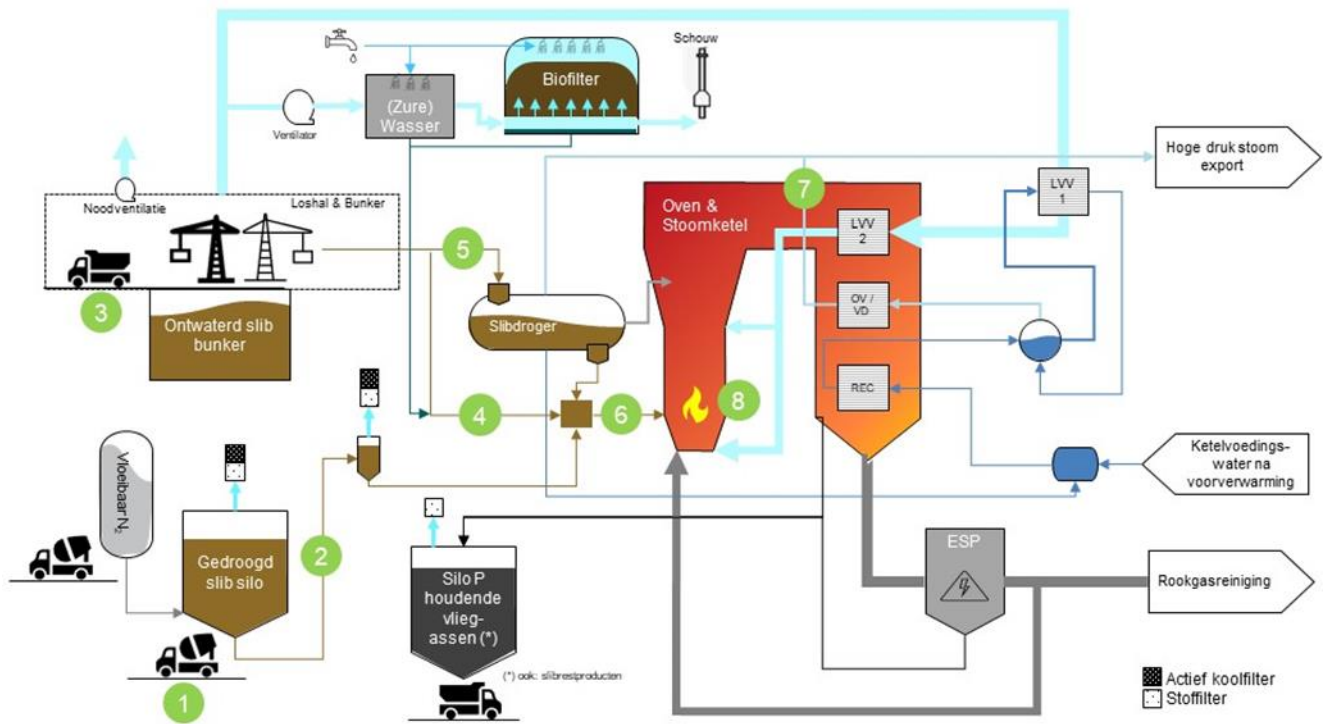 Schouw
Biofilter
(Zure)
Wasser
Ventilator
Hoge druk stoom
export
Noodventilatie
Loshal & Bunker
Oven &
Stoomketel
7
LVV
1
LVV
2
5
3
Ontwaterd slib
bunker
Slibdroger
OV /
VD
REC
4
6
8
Vloeibaar N2
Ketelvoedings-
water na
voorverwarming
2
Gedroogd
slib silo
ESP
Silo P
houdende
vlieg-
assen (*)
Rookgasreiniging
(*) ook: slibrestproducten
1
Actief koolfilter
Stoffilter